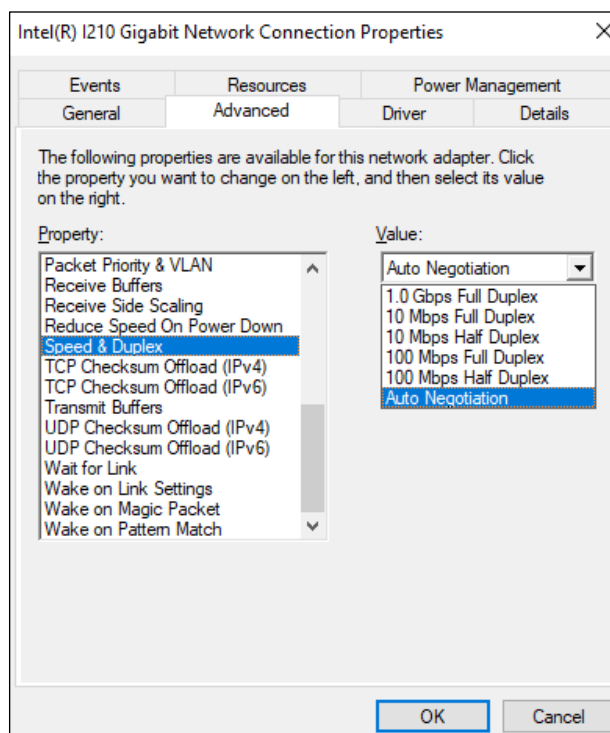 Intel(R) I210 Gigabit Network Connection Properties
Events Resources Power Management
General Advanced Driver Details
The following properties are available for this network adapter. Click
the property you want to change on the left, and then select its value
on the right.
Property:
Packet Priority & VLAN
Receive Buffers
Receive Side Scaling
Reduce Speed On Power Down
Speed & Duplex
TCP Checksum Offload (IPv4)
TCP Checksum Offload (IPv6)
Transmit Buffers
UDP Checksum Offload (IPv4)
UDP Checksum Offload (IPv6)
Wait for Link
Wake on Link Settings
Wake on Magic Packet
Wake on Pattern Match
Value:
Auto Negotiation
1.0 Gbps Full Duplex
10 Mbps Full Duplex
10 Mbps Half Duplex
100 Mbps Full Duplex
100 Mbps Half Duplex
Auto Negotiation
OK Cancel